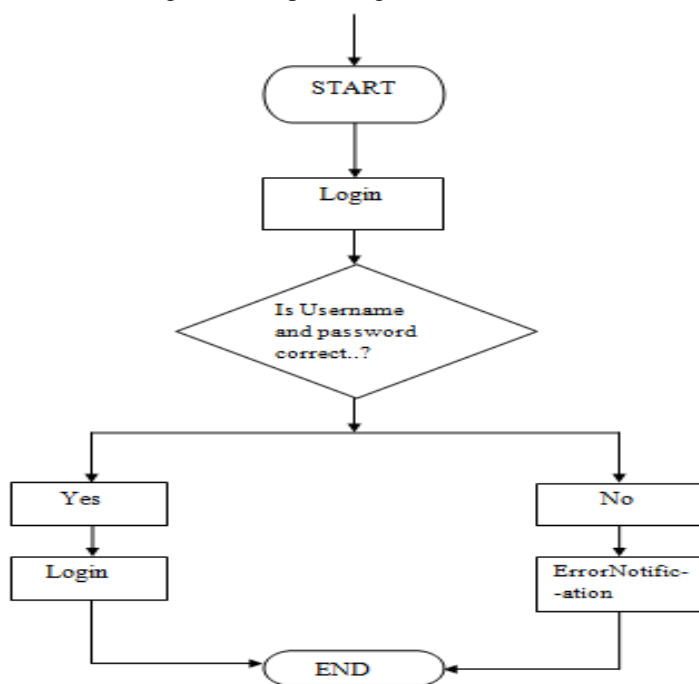 START
Login
Is Username
and password
correct..?
Yes
No
Login
ErrorNotific-
-ation
END